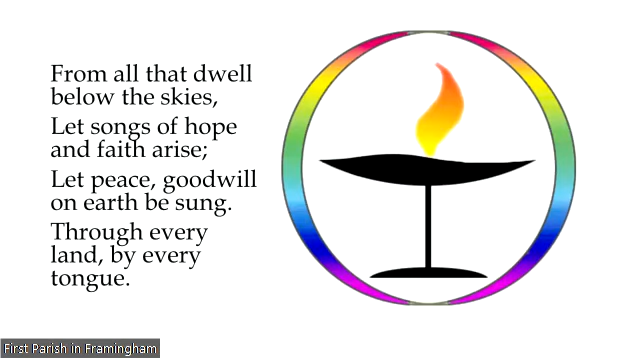 From all that dwell
below the skies,
Let songs of hope
and faith arise;
Let peace, goodwill
on earth be sung.
Through every
land, by every
tongue.
First Parish in Framingham